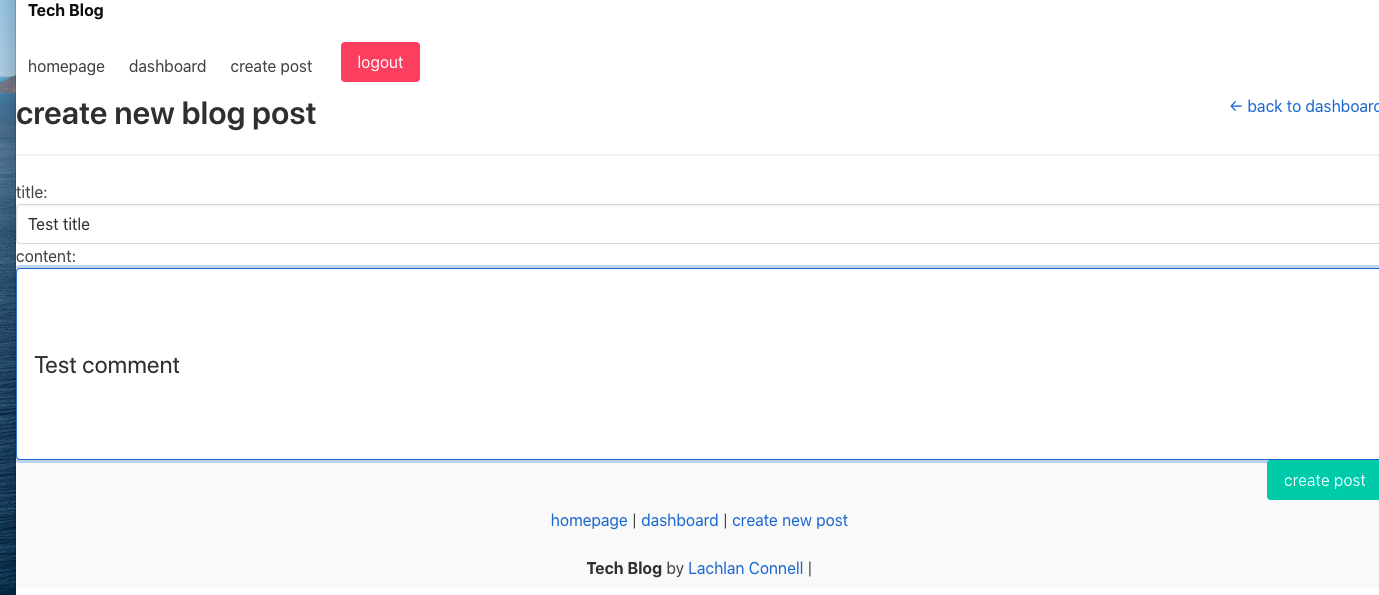 Tech Blog
homepage dashboard create post logout
create new blog post
← back to dashboard
title:
Test title
content:
Test comment
create post
homepage | dashboard | create new post
Tech Blog by Lachlan Connell |